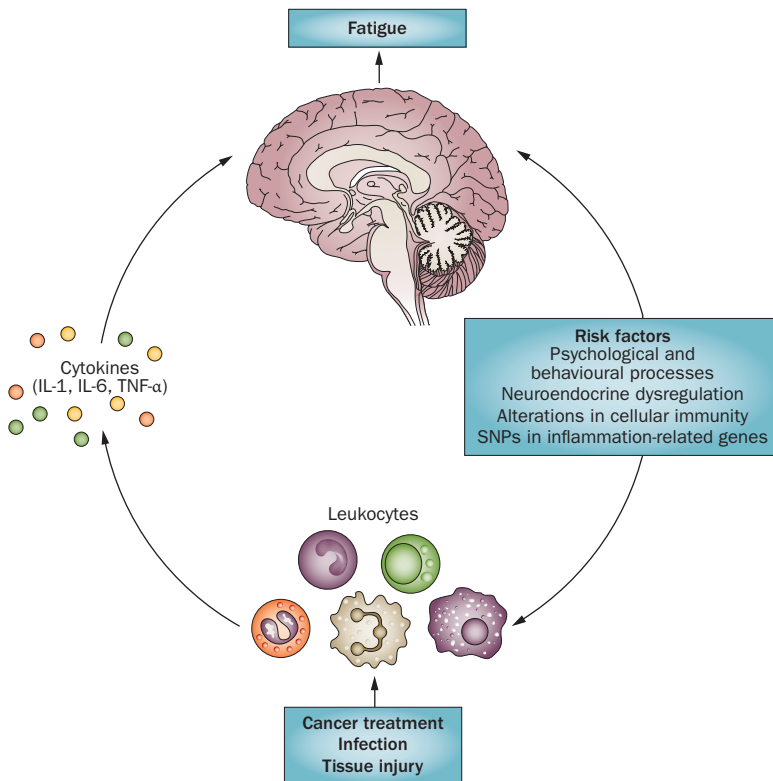 Fatigue
Cytokines
(IL-1, IL-6, TNF-α)
Risk factors
Psychological and
behavioural processes
Neuroendocrine dysregulation
Alterations in cellular immunity
SNPs in inflammation-related genes
Leukocytes
Cancer treatment
Infection
Tissue injury